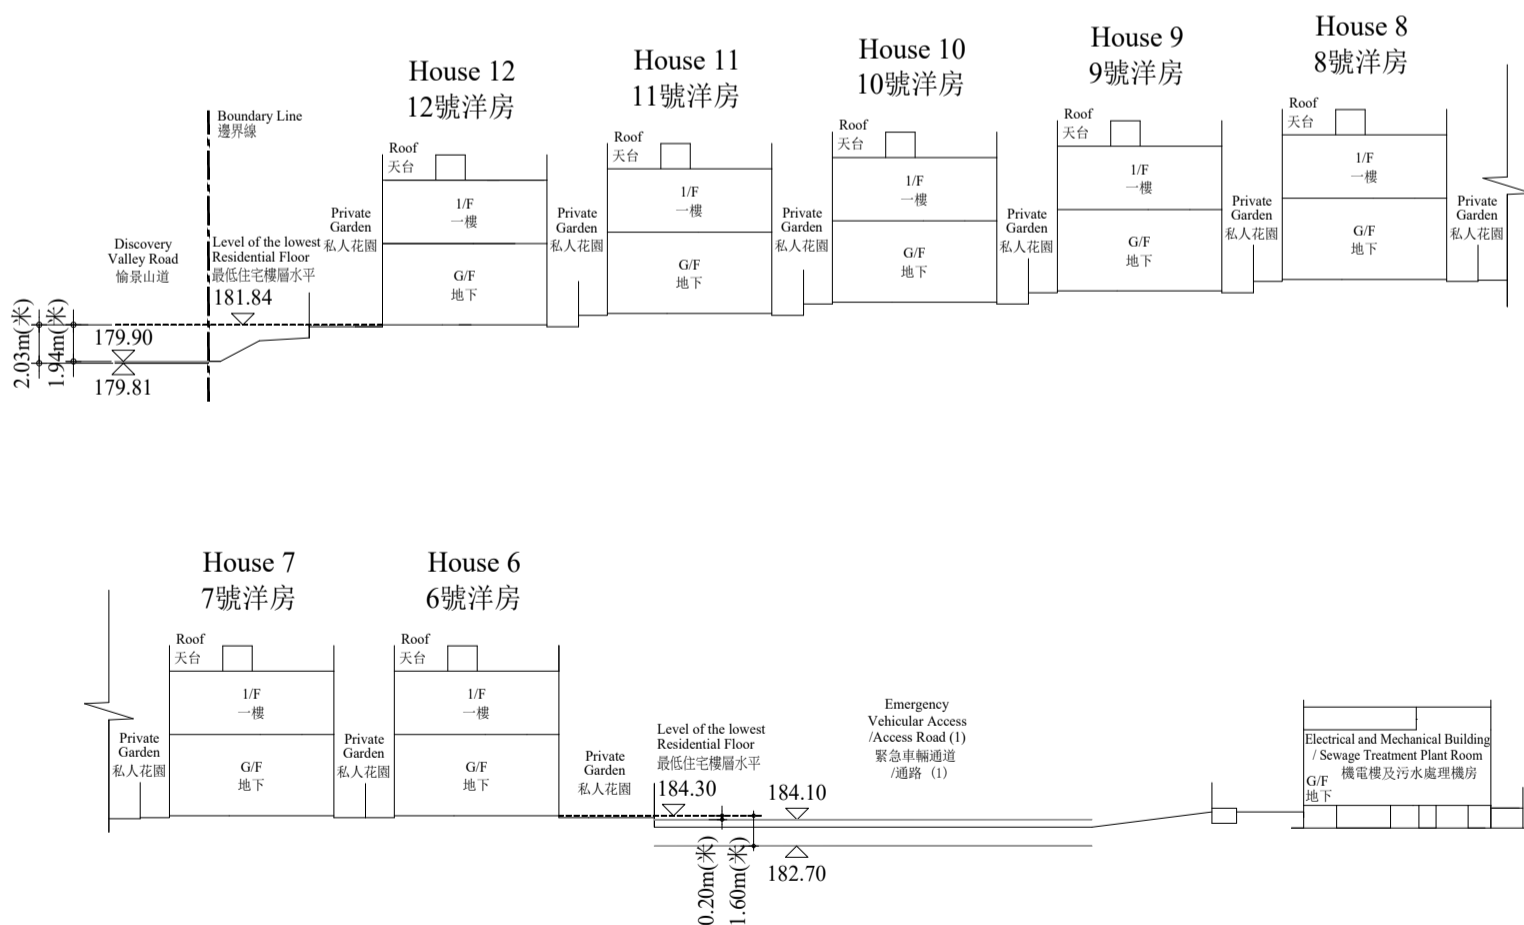 House 12
12號洋房
House 11
11號洋房
House 10
10號洋房
House 9
9號洋房
House 8
8號洋房
Boundary Line
邊界線
Roof
天台
1/F
一樓
G/F
地下
Roof
天台
1/F
一樓
G/F
地下
Roof
天台
1/F
一樓
G/F
地下
Roof
天台
1/F
一樓
G/F
地下
Roof
天台
1/F
一樓
G/F
地下
Discovery
Valley Road
愉景山道
Level of the lowest
Residential Floor
最低住宅樓層水平
181.84
Private
Garden
私人花園
Private
Garden
私人花園
Private
Garden
私人花園
Private
Garden
私人花園
Private
Garden
私人花園
Private
Garden
私人花園
2.03m(米)
1.94m(米)
179.90
179.81
House 7
7號洋房
House 6
6號洋房
Roof
天台
1/F
一樓
G/F
地下
Roof
天台
1/F
一樓
G/F
地下
Private
Garden
私人花園
Private
Garden
私人花園
Private
Garden
私人花園
Level of the lowest
Residential Floor
最低住宅樓層水平
184.30
184.10
0.20m(米)
1.60m(米)
182.70
Emergency
Vehicular Access
/Access Road (1)
緊急車輛通道
/通路（1）
Electrical and Mechanical Building
/ Sewage Treatment Plant Room
機電樓及污水處理機房
G/F
地下